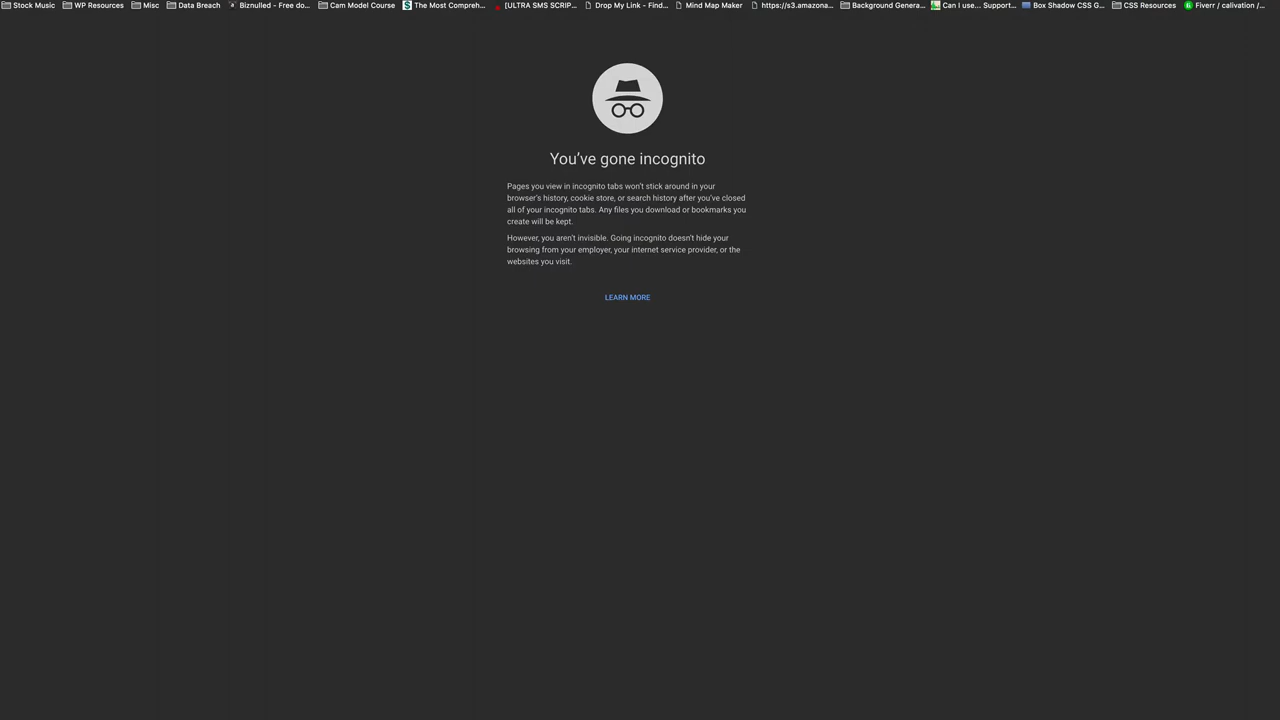 Stock Music WP Resources Misc Data Breach Biznulled - Free do... Cam Model Course The Most Compreh... [ULTRA SMS SCRIP... Drop My Link - Find... Mind Map Maker https://s3.amazona... Background Genera... Can I use... Support... Box Shadow CSS G... CSS Resources Fiverr / calivation /...
You’ve gone incognito
Pages you view in incognito tabs won’t stick around in your
browser’s history, cookie store, or search history after you’ve closed
all of your incognito tabs. Any files you download or bookmarks you
create will be kept.
However, you aren’t invisible. Going incognito doesn’t hide your
browsing from your employer, your internet service provider, or the
websites you visit.
LEARN MORE